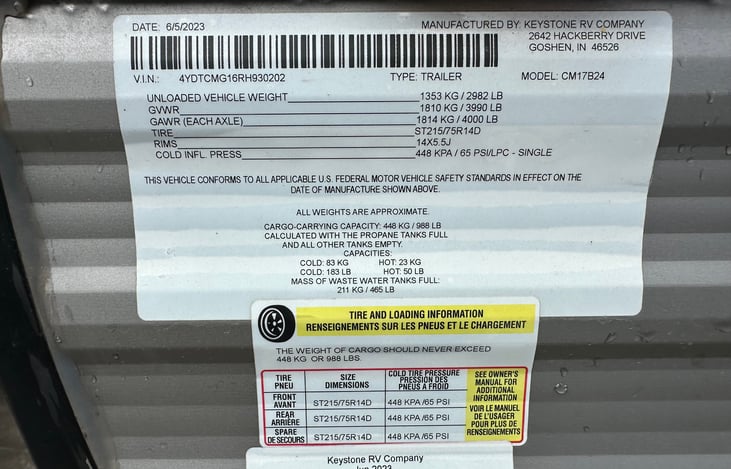 DATE: 6/5/2023 MANUFACTURED BY: KEYSTONE RV COMPANY
2642 HACKBERRY DRIVE
GOSHEN, IN 46526
V.I.N.: 4YDTCMG16RH930202 TYPE: TRAILER MODEL: CM17B24
UNLOADED VEHICLE WEIGHT 1353 KG / 2982 LB
GVWR 1810 KG / 3990 LB
GAWR (EACH AXLE) 1814 KG / 4000 LB
TIRE ST215/75R14D
RIMS 14X5.5J
COLD INFL. PRESS 448 KPA / 65 PSI/LPC - SINGLE
THIS VEHICLE CONFORMS TO ALL APPLICABLE U.S. FEDERAL MOTOR VEHICLE SAFETY STANDARDS IN EFFECT ON THE
DATE OF MANUFACTURE SHOWN ABOVE.
ALL WEIGHTS ARE APPROXIMATE.
CARGO-CARRYING CAPACITY: 448 KG / 988 LB
CALCULATED WITH THE PROPANE TANKS FULL
AND ALL OTHER TANKS EMPTY.
CAPACITIES:
COLD: 83 KG HOT: 23 KG
COLD: 183 LB HOT: 50 LB
MASS OF WASTE WATER TANKS FULL:
211 KG / 465 LB
TIRE AND LOADING INFORMATION
RENSEIGNEMENTS SUR LES PNEUS ET LE CHARGEMENT
THE WEIGHT OF CARGO SHOULD NEVER EXCEED
448 KG OR 988 LBS.
TIRE
PNEU
SIZE
DIMENSIONS
COLD TIRE PRESSURE
PRESSION DES
PNEUS A FROID
SEE OWNER'S
MANUAL FOR
ADDITIONAL
INFORMATION
VOIR LE MANUEL
DE L'USAGER
POUR PLUS DE
RENSEIGNEMENTS
FRONT
AVANT
ST215/75R14D 448 KPA /65 PSI
REAR
ARRIÈRE
ST215/75R14D 448 KPA /65 PSI
SPARE
DE SECOURS
ST215/75R14D 448 KPA /65 PSI
Keystone RV Company
Jun 2023